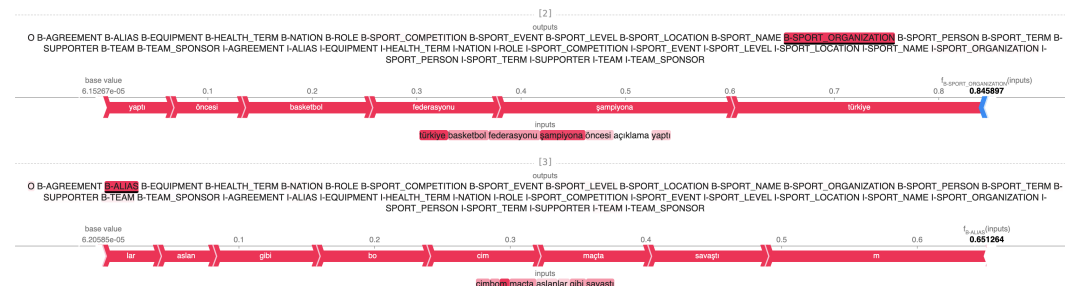 [2]
outputs
O B-AGREEMENT B-ALIAS B-EQUIPMENT B-HEALTH_TERM B-NATION B-ROLE B-SPORT_COMPETITION B-SPORT_EVENT B-SPORT_LEVEL B-SPORT_LOCATION B-SPORT_NAME B-SPORT_ORGANIZATION B-SPORT_PERSON B-SPORT_TERM B-
SUPPORTER B-TEAM B-TEAM_SPONSOR I-AGREEMENT I-ALIAS I-EQUIPMENT I-HEALTH_TERM I-NATION I-ROLE I-SPORT_COMPETITION I-SPORT_EVENT I-SPORT_LEVEL I-SPORT_LOCATION I-SPORT_NAME I-SPORT_ORGANIZATION I-
SPORT_PERSON I-SPORT_TERM I-SUPPORTER I-TEAM I-TEAM_SPONSOR
base value f B-SPORT_ORGANIZATION(inputs)
6.15267e-05 0.1 0.2 0.3 0.4 0.5 0.6 0.7 0.8 0.845897
yaptı öncesi basketbol federasyonu şampiyona türkiye
inputs
türkiye basketbol federasyonu şampiyona öncesi açıklama yaptı
[3]
outputs
O B-AGREEMENT B-ALIAS B-EQUIPMENT B-HEALTH_TERM B-NATION B-ROLE B-SPORT_COMPETITION B-SPORT_EVENT B-SPORT_LEVEL B-SPORT_LOCATION B-SPORT_NAME B-SPORT_ORGANIZATION B-SPORT_PERSON B-SPORT_TERM B-
SUPPORTER B-TEAM B-TEAM_SPONSOR I-AGREEMENT I-ALIAS I-EQUIPMENT I-HEALTH_TERM I-NATION I-ROLE I-SPORT_COMPETITION I-SPORT_EVENT I-SPORT_LEVEL I-SPORT_LOCATION I-SPORT_NAME I-SPORT_ORGANIZATION I-
SPORT_PERSON I-SPORT_TERM I-SUPPORTER I-TEAM I-TEAM_SPONSOR
base value f B-ALIAS(inputs)
6.20585e-05 0.1 0.2 0.3 0.4 0.5 0.6 0.651264
lar aslan gibi bo cim maçta savaştı m
inputs
cimbom maçta aslanlar gibi savaştı